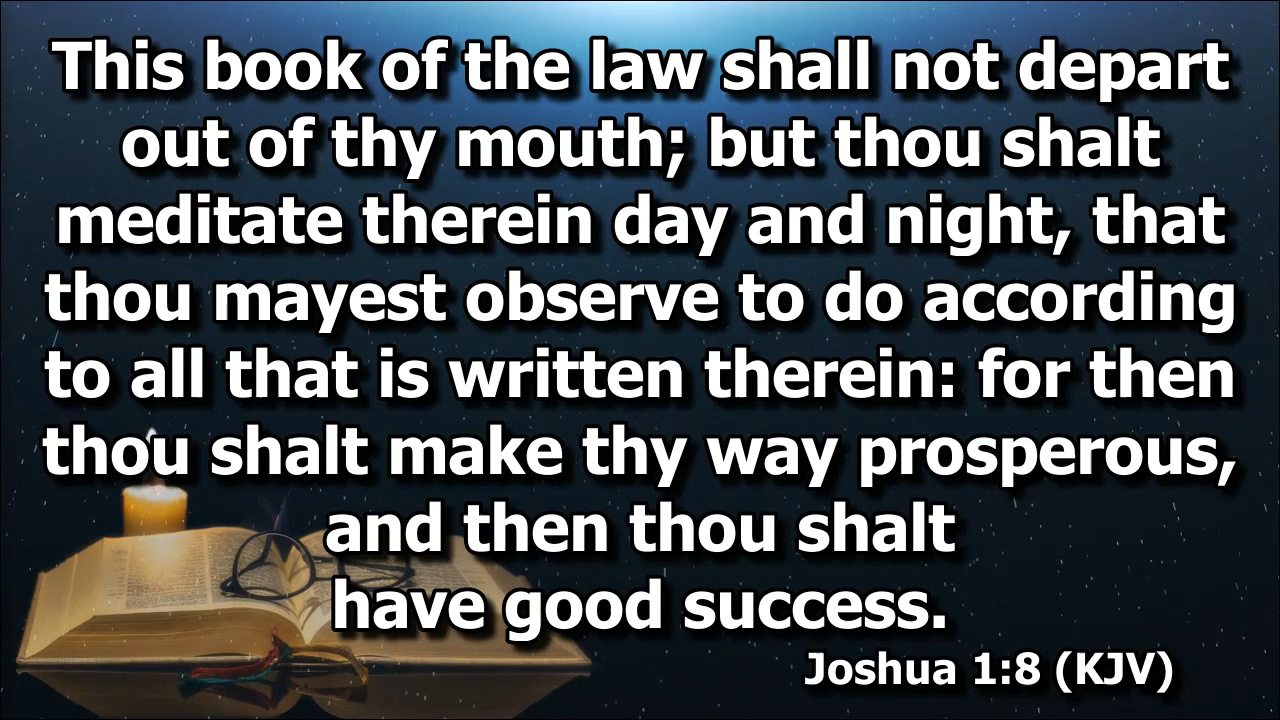 This book of the law shall not depart
out of thy mouth; but thou shalt
meditate therein day and night, that
thou mayest observe to do according
to all that is written therein: for then
thou shalt make thy way prosperous,
and then thou shalt
have good success.
Joshua 1:8 (KJV)